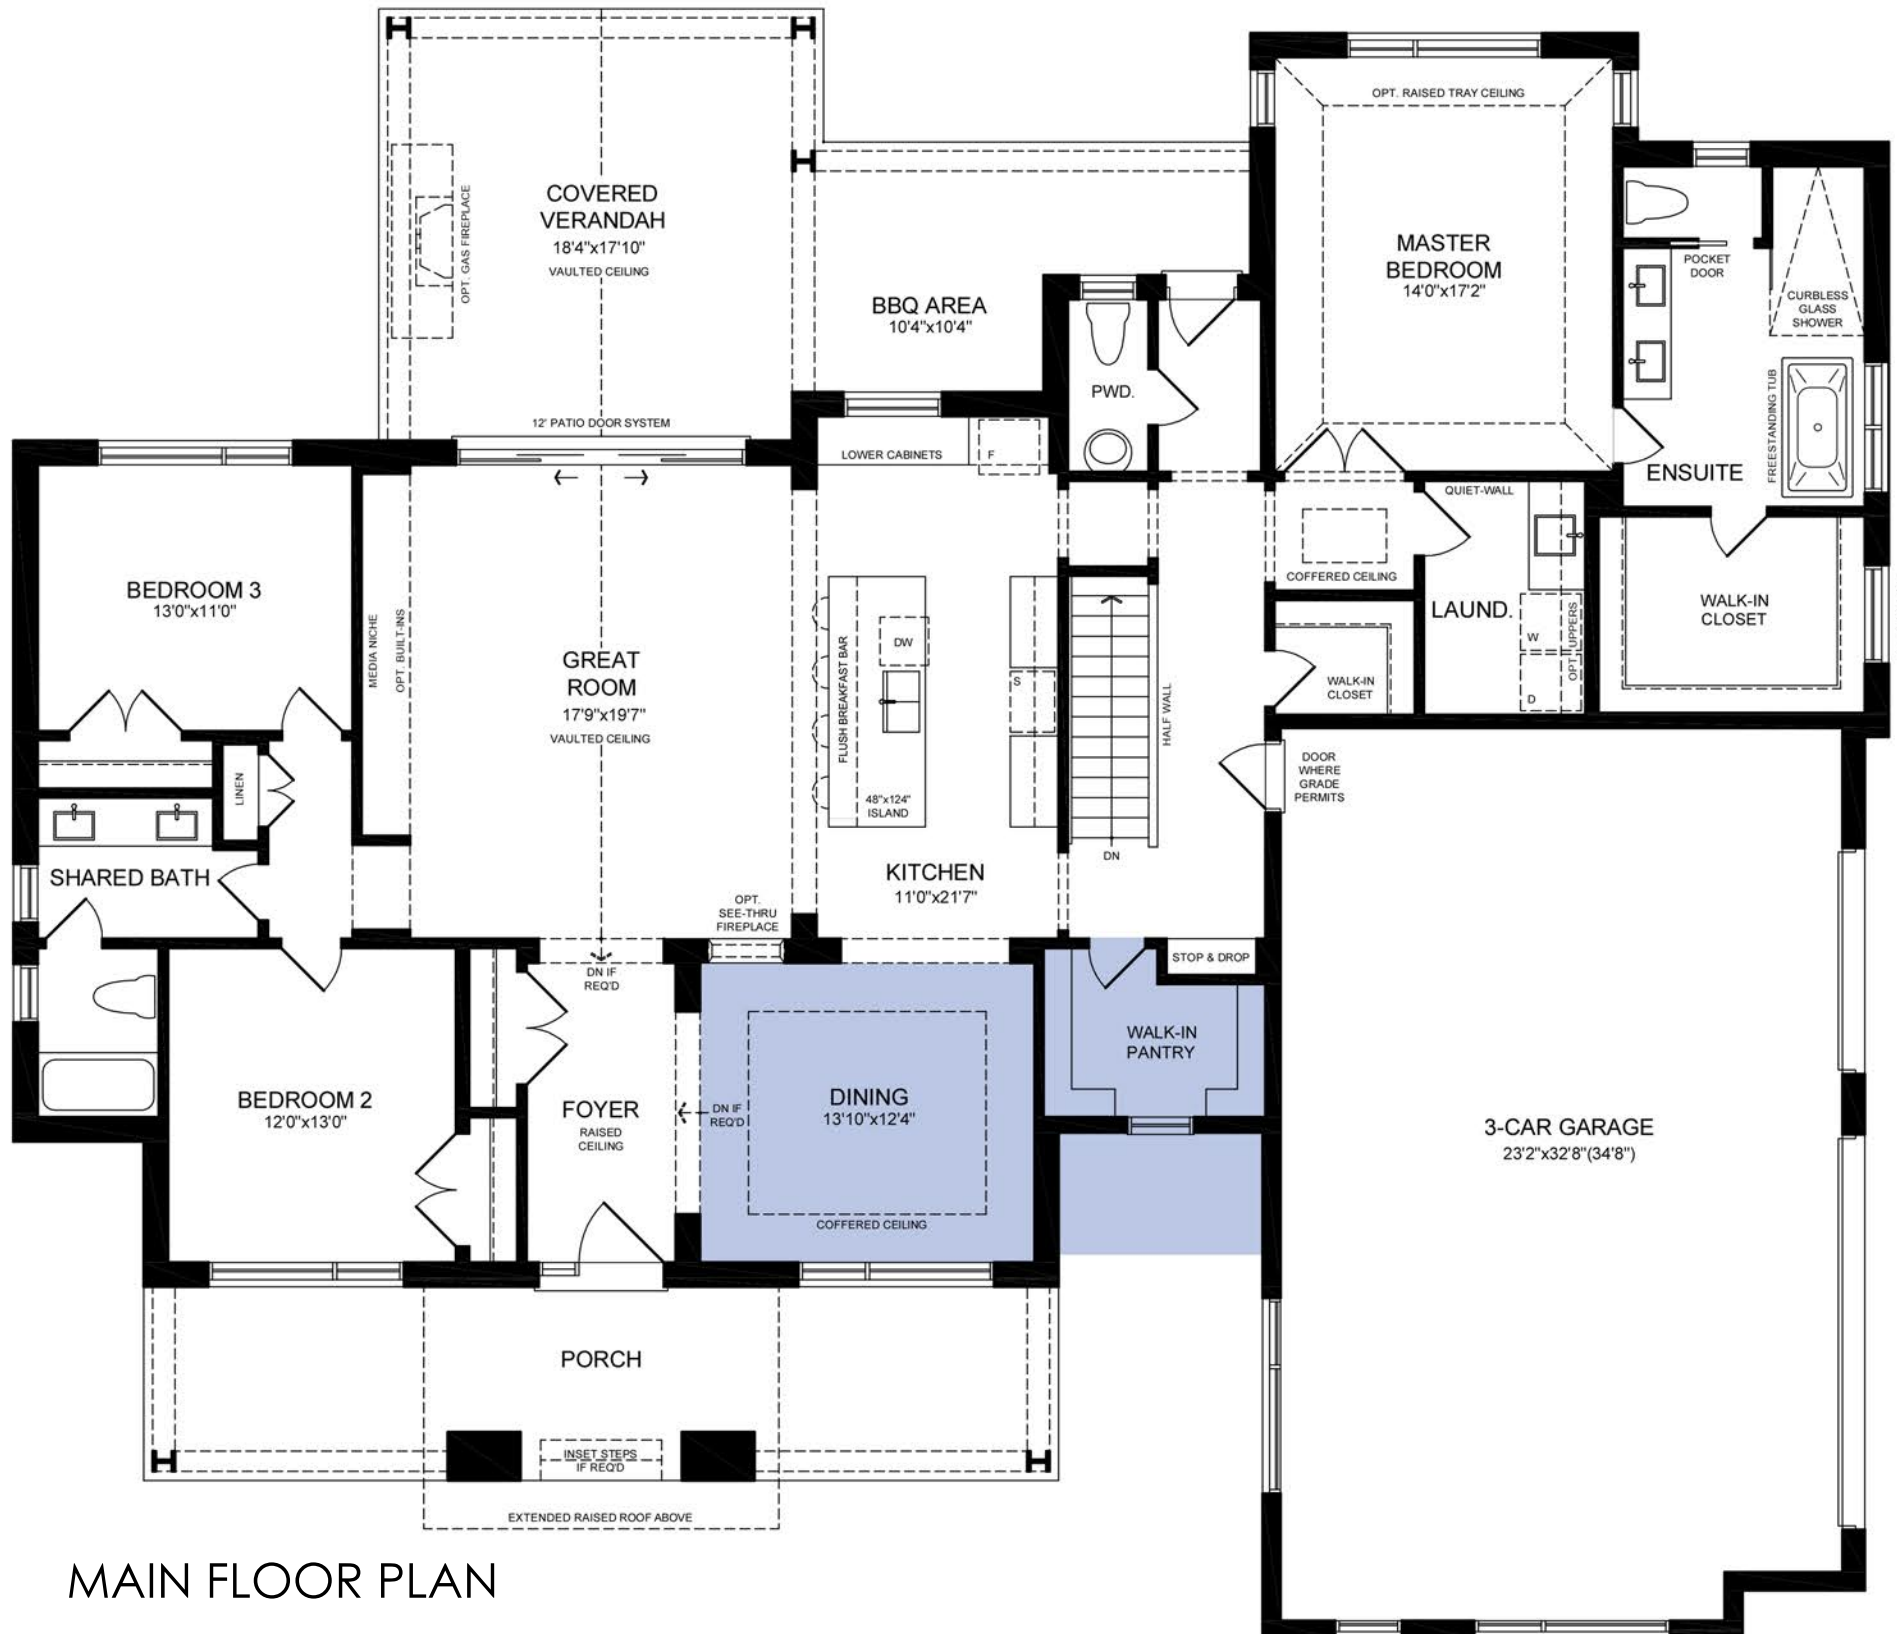 OPT. RAISED TRAY CEILING
COVERED
VERANDAH
18'4"x17'10"
VAULTED CEILING
OPT. GAS FIREPLACE
MASTER
BEDROOM
14'0"x17'2"
POCKET
DOOR
CURBLESS
GLASS
SHOWER
BBQ AREA
10'4"x10'4"
PWD.
12' PATIO DOOR SYSTEM
LOWER CABINETS
F
FREESTANDING TUB
ENSUITE
QUIET-WALL
COFFERED CEILING
BEDROOM 3
13'0"x11'0"
MEDIA NICHE
OPT. BUILT-INS
GREAT
ROOM
17'9"x19'7"
VAULTED CEILING
FLUSH BREAKFAST BAR
DW
S
48"x124"
ISLAND
HALF WALL
LAUND.
W
D
OPT. UPPERS
WALK-IN
CLOSET
WALK-IN
CLOSET
LINEN
DOOR
WHERE
GRADE
PERMITS
DN
SHARED BATH
KITCHEN
11'0"x21'7"
OPT.
SEE-THRU
FIREPLACE
STOP & DROP
DN IF
REQ'D
WALK-IN
PANTRY
BEDROOM 2
12'0"x13'0"
FOYER
RAISED
CEILING
DN IF
REQ'D
DINING
13'10"x12'4"
COFFERED CEILING
3-CAR GARAGE
23'2"x32'8"(34'8")
PORCH
INSET STEPS
IF REQ'D
EXTENDED RAISED ROOF ABOVE
MAIN FLOOR PLAN